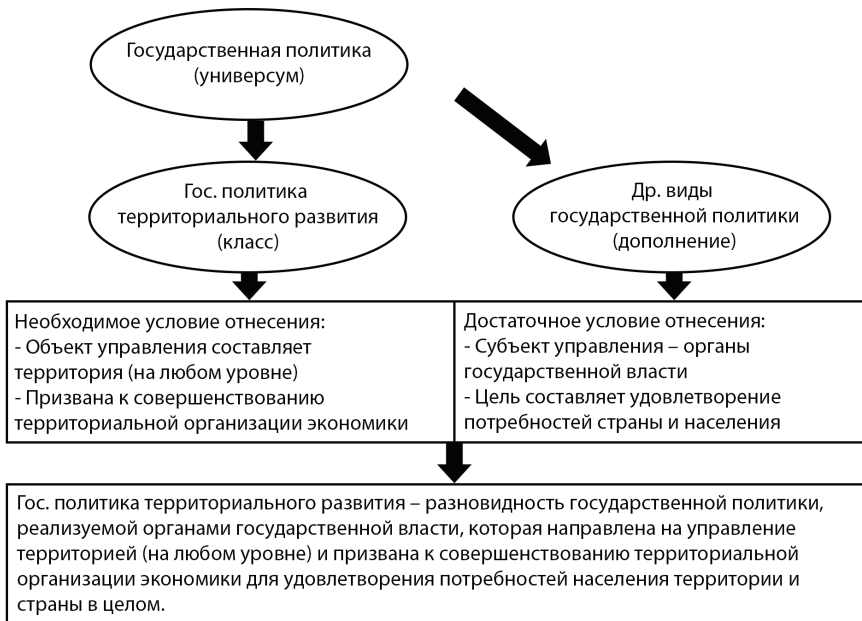 Государственная политика
(универсум)
Гос. политика
территориального развития
(класс)
Др. виды
государственной политики
(дополнение)
Необходимое условие отнесения:
- Объект управления составляет
территория (на любом уровне)
- Призвана к совершенствованию
территориальной организации экономики
Достаточное условие отнесения:
- Субъект управления – органы
государственной власти
- Цель составляет удовлетворение
потребностей страны и населения
Гос. политика территориального развития – разновидность государственной политики,
реализуемой органами государственной власти, которая направлена на управление
территорией (на любом уровне) и призвана к совершенствованию территориальной
организации экономики для удовлетворения потребностей населения территории и
страны в целом.